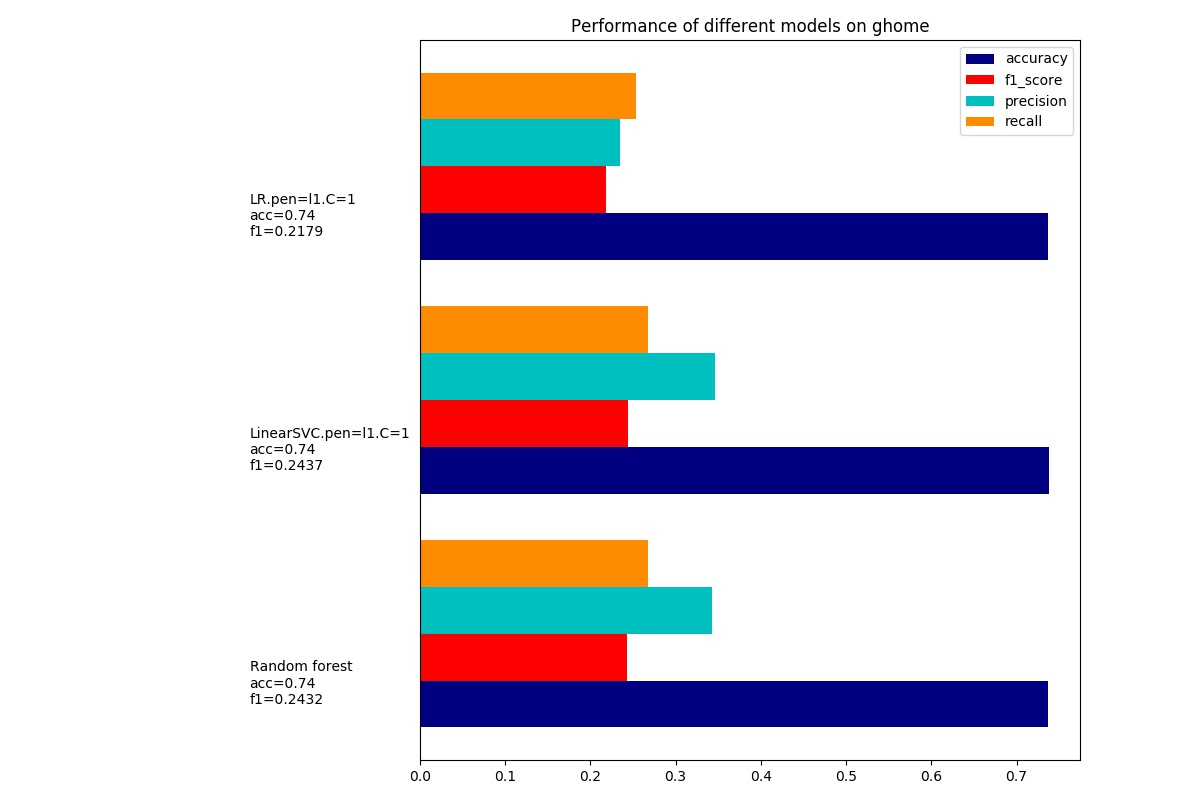 Performance of different models on ghome
accuracy
f1_score
precision
recall
LR.pen=l1.C=1
acc=0.74
f1=0.2179
LinearSVC.pen=l1.C=1
acc=0.74
f1=0.2437
Random forest
acc=0.74
f1=0.2432
0.0 0.1 0.2 0.3 0.4 0.5 0.6 0.7